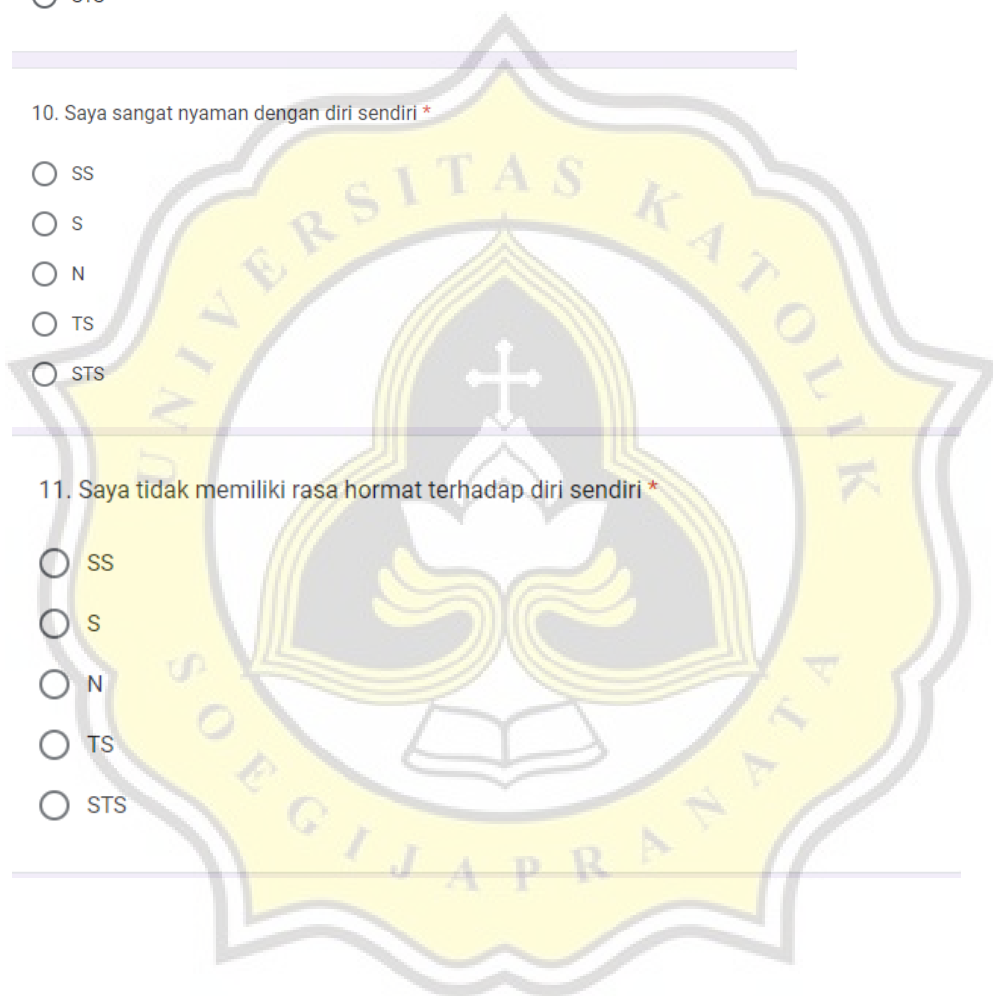 STS
10. Saya sangat nyaman dengan diri sendiri *
SS
S
N
TS
STS
11. Saya tidak memiliki rasa hormat terhadap diri sendiri *
SS
S
N
TS
STS
UNIVERSITAS KATOLIK
SOEGIJAPRANATA